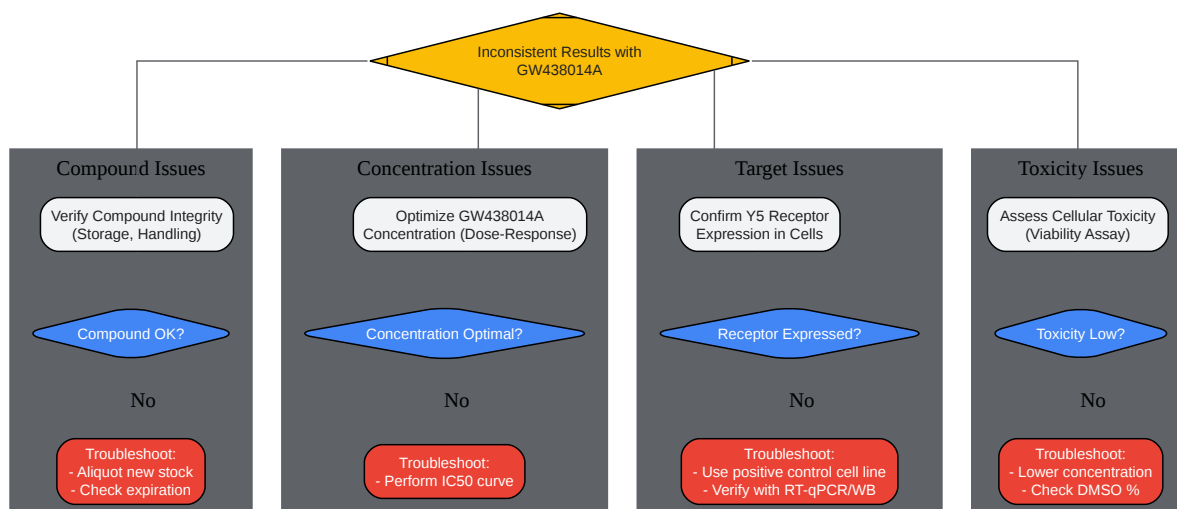 Inconsistent Results with
GW438014A
Compound Issues
Verify Compound Integrity
(Storage, Handling)
Compound OK?
No
Troubleshoot:
- Aliquot new stock
- Check expiration
Concentration Issues
Optimize GW438014A
Concentration (Dose-Response)
Concentration Optimal?
No
Troubleshoot:
- Perform IC50 curve
Target Issues
Confirm Y5 Receptor
Expression in Cells
Receptor Expressed?
No
Troubleshoot:
- Use positive control cell line
- Verify with RT-qPCR/WB
Toxicity Issues
Assess Cellular Toxicity
(Viability Assay)
Toxicity Low?
No
Troubleshoot:
- Lower concentration
- Check DMSO %